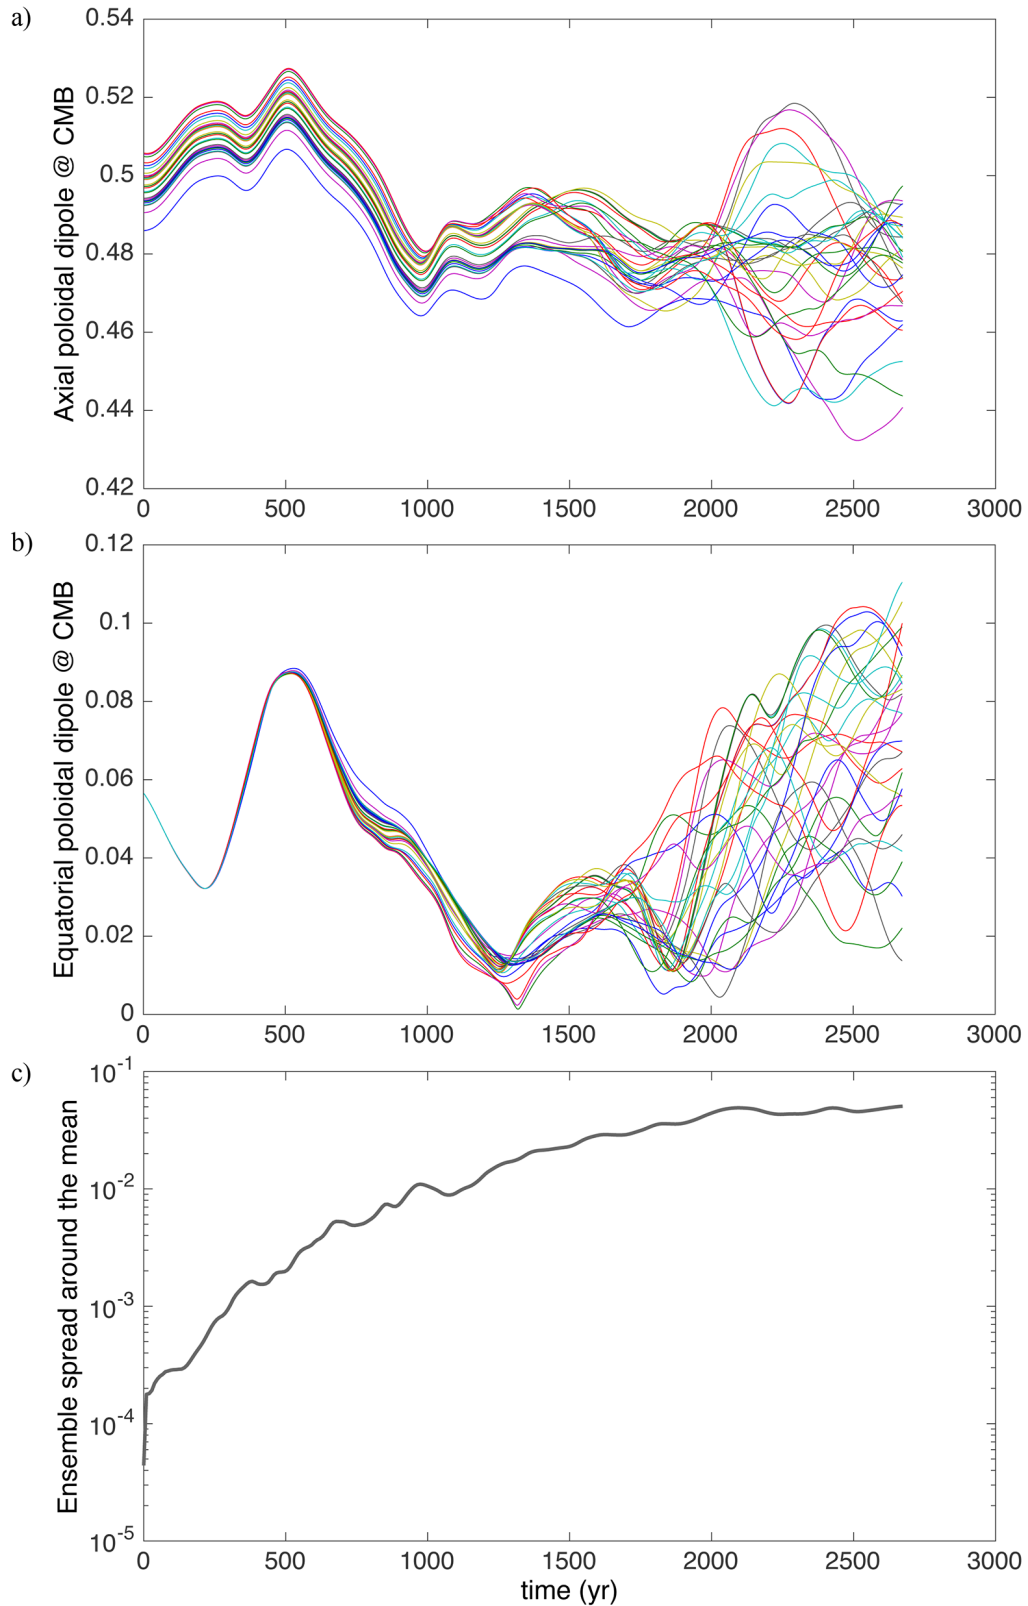 a)
Axial poloidal dipole @ CMB
0.54
0.52
0.5
0.48
0.46
0.44
0.42
0 500 1000 1500 2000 2500 3000
b)
Equatorial poloidal dipole @ CMB
0.12
0.1
0.08
0.06
0.04
0.02
0
0 500 1000 1500 2000 2500 3000
c)
Ensemble spread around the mean
10-1
10-2
10-3
10-4
10-5
0 500 1000 1500 2000 2500 3000
time (yr)